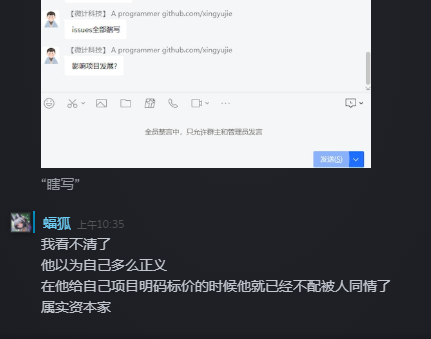 【微计科技】 A programmer github.com/xingyujie
issues全部瞎写
【微计科技】 A programmer github.com/xingyujie
影响项目发展?
全员禁言中，只允许群主和管理员发言
发送(S)
“瞎写”
蝠狐 上午10:35
我看不清了
他以为自己多么正义
在他给自己项目明码标价的时候他就已经不配被人同情了
属实资本家